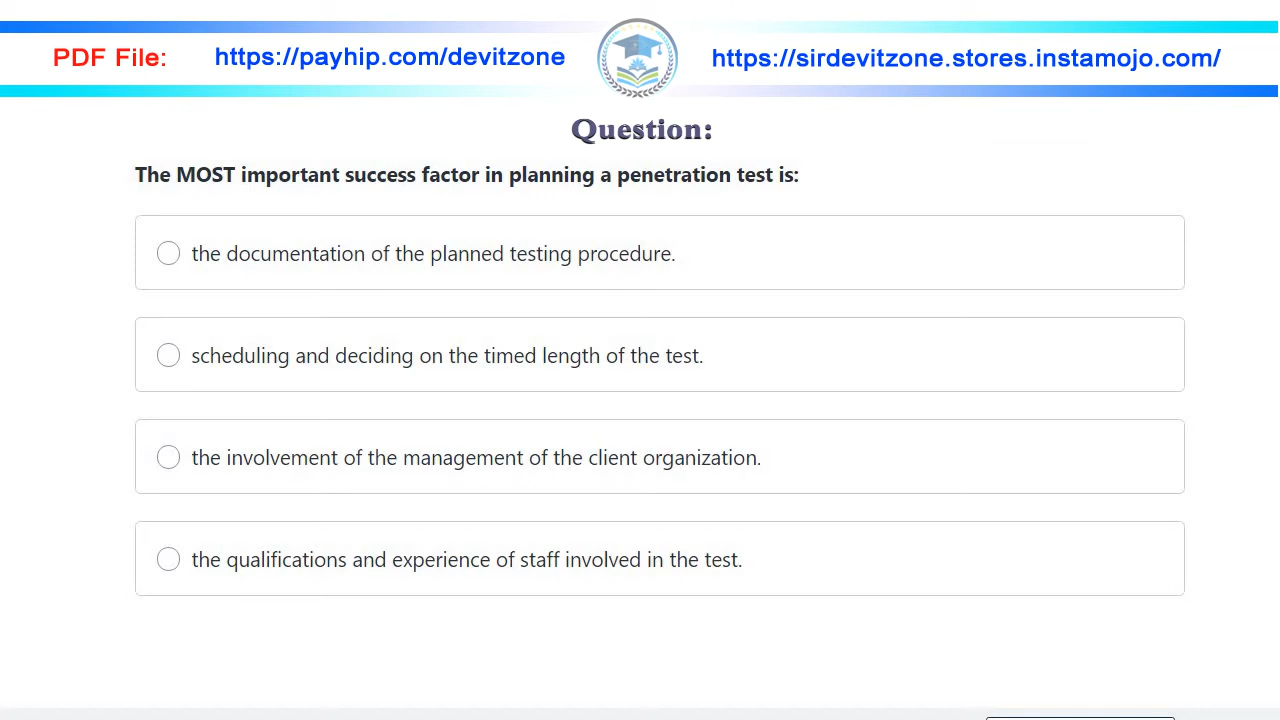 PDF File: https://payhip.com/devitzone https://sirdevitzone.stores.instamojo.com/
Question:
The MOST important success factor in planning a penetration test is:
the documentation of the planned testing procedure.
scheduling and deciding on the timed length of the test.
the involvement of the management of the client organization.
the qualifications and experience of staff involved in the test.